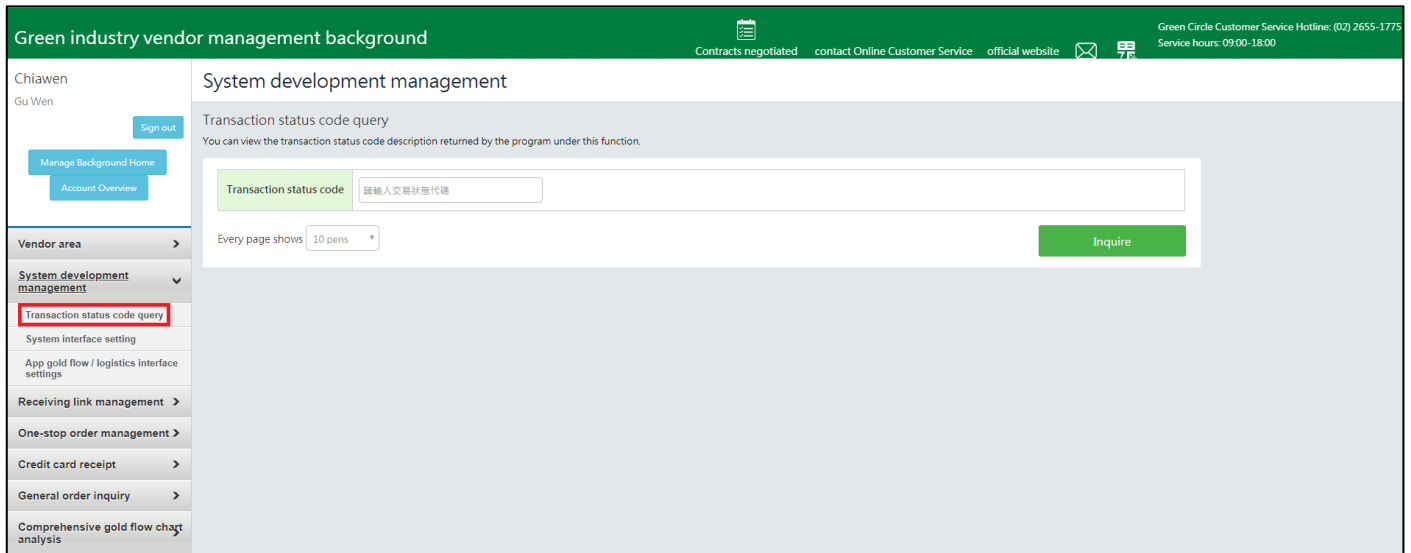 Green industry vendor management background
Contracts negotiated
contact Online Customer Service
official website
Green Circle Customer Service Hotline: (02) 2655-1775
Service hours: 09:00-18:00
Chiawen
Gu Wen
Sign out
Manage Background Home
Account Overview
Vendor area
System development
management
Transaction status code query
System interface setting
App gold flow / logistics interface
settings
Receiving link management
One-stop order management
Credit card receipt
General order inquiry
Comprehensive gold flow chart
analysis
System development management
Transaction status code query
You can view the transaction status code description returned by the program under this function.
Transaction status code
請輸入交易狀態代碼
Every page shows
10 pens
Inquire